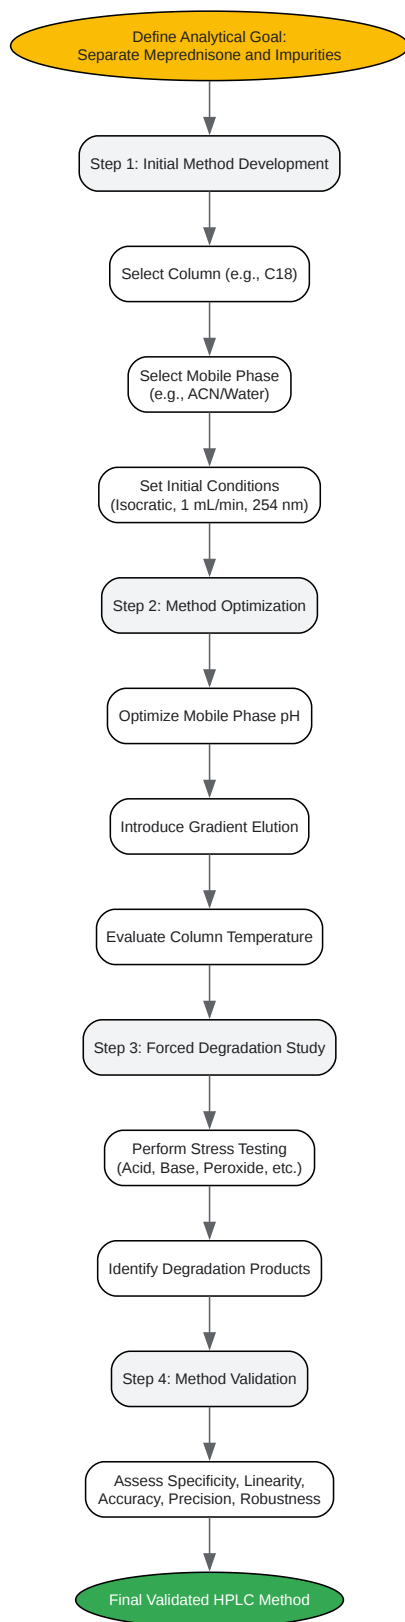 Define Analytical Goal:
Separate Meprednisone and Impurities
Step 1: Initial Method Development
Select Column (e.g., C18)
Select Mobile Phase
(e.g., ACN/Water)
Set Initial Conditions
(Isocratic, 1 mL/min, 254 nm)
Step 2: Method Optimization
Optimize Mobile Phase pH
Introduce Gradient Elution
Evaluate Column Temperature
Step 3: Forced Degradation Study
Perform Stress Testing
(Acid, Base, Peroxide, etc.)
Identify Degradation Products
Step 4: Method Validation
Assess Specificity, Linearity,
Accuracy, Precision, Robustness
Final Validated HPLC Method